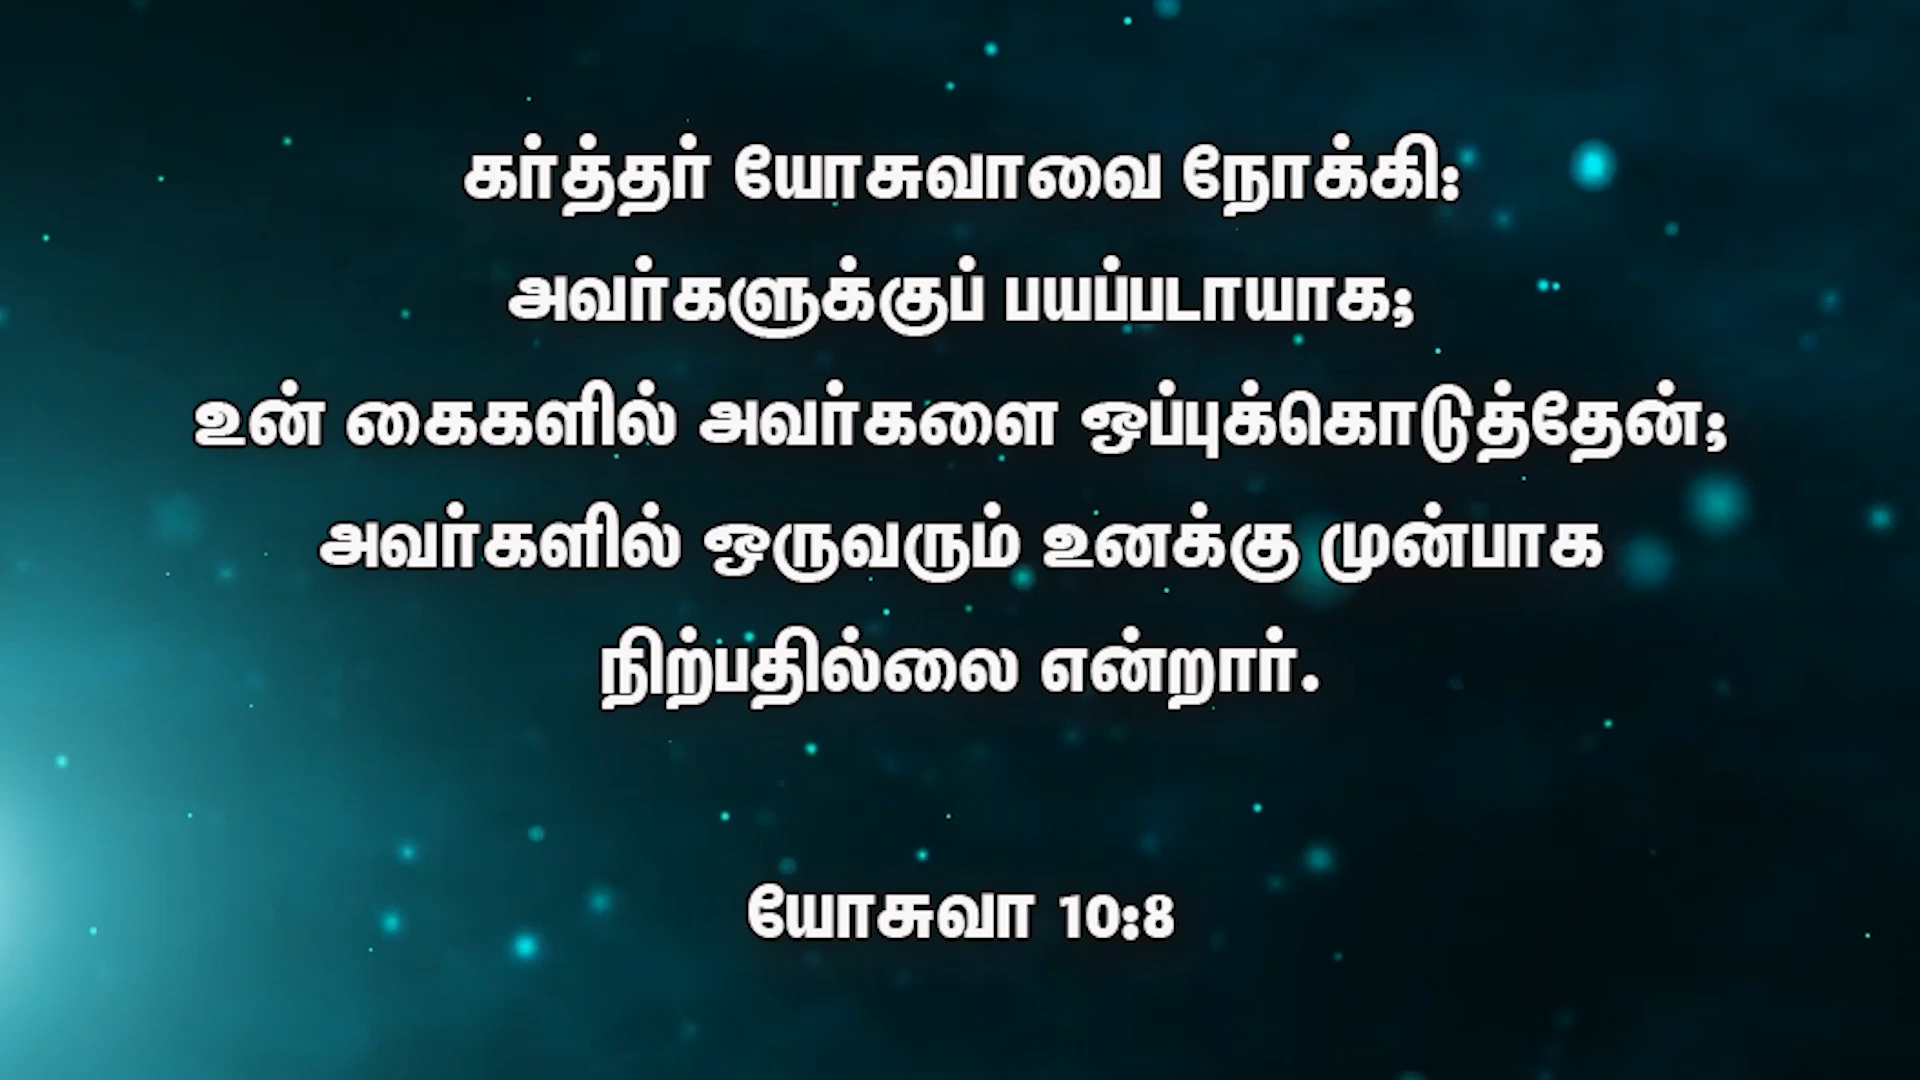 கர்த்தர் யோசுவாவை நோக்கி:
அவர்களுக்குப் பயப்படாயாக;
உன் கைகளில் அவர்களை ஒப்புக்கொடுத்தேன்;
அவர்களில் ஒருவரும் உனக்கு முன்பாக
நிற்பதில்லை என்றார்.
யோசுவா 10:8